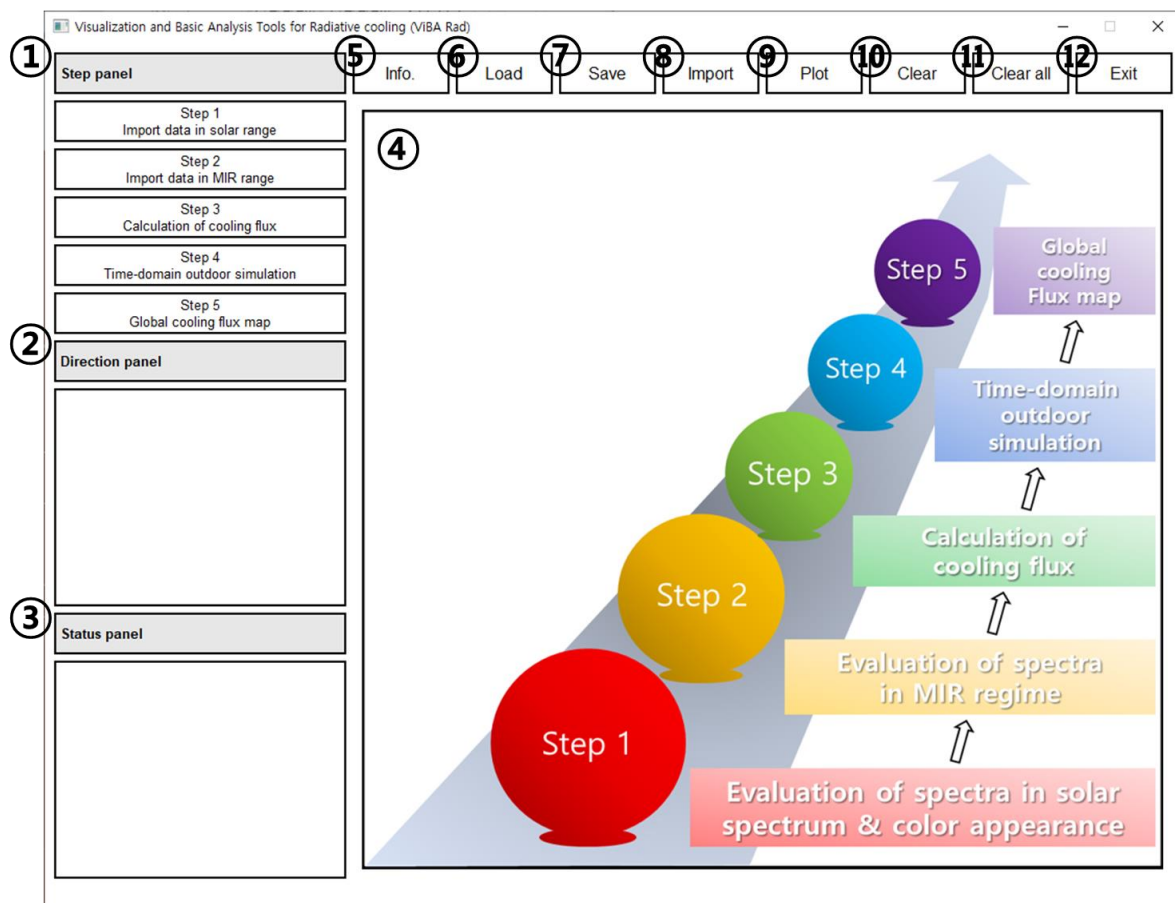 Visualization and Basic Analysis Tools for Radiative cooling (ViBA Rad)
① Step panel
Step 1
Import data in solar range
Step 2
Import data in MIR range
Step 3
Calculation of cooling flux
Step 4
Time-domain outdoor simulation
Step 5
Global cooling flux map
② Direction panel
③ Status panel
⑤ Info. ⑥ Load ⑦ Save ⑧ Import ⑨ Plot ⑩ Clear ⑪ Clear all ⑫ Exit
④
Step 5
Global
cooling
Flux map
Step 4
Time-domain
outdoor
simulation
Step 3
Calculation of
cooling flux
Step 2
Evaluation of spectra
in MIR regime
Step 1
Evaluation of spectra in solar
spectrum & color appearance